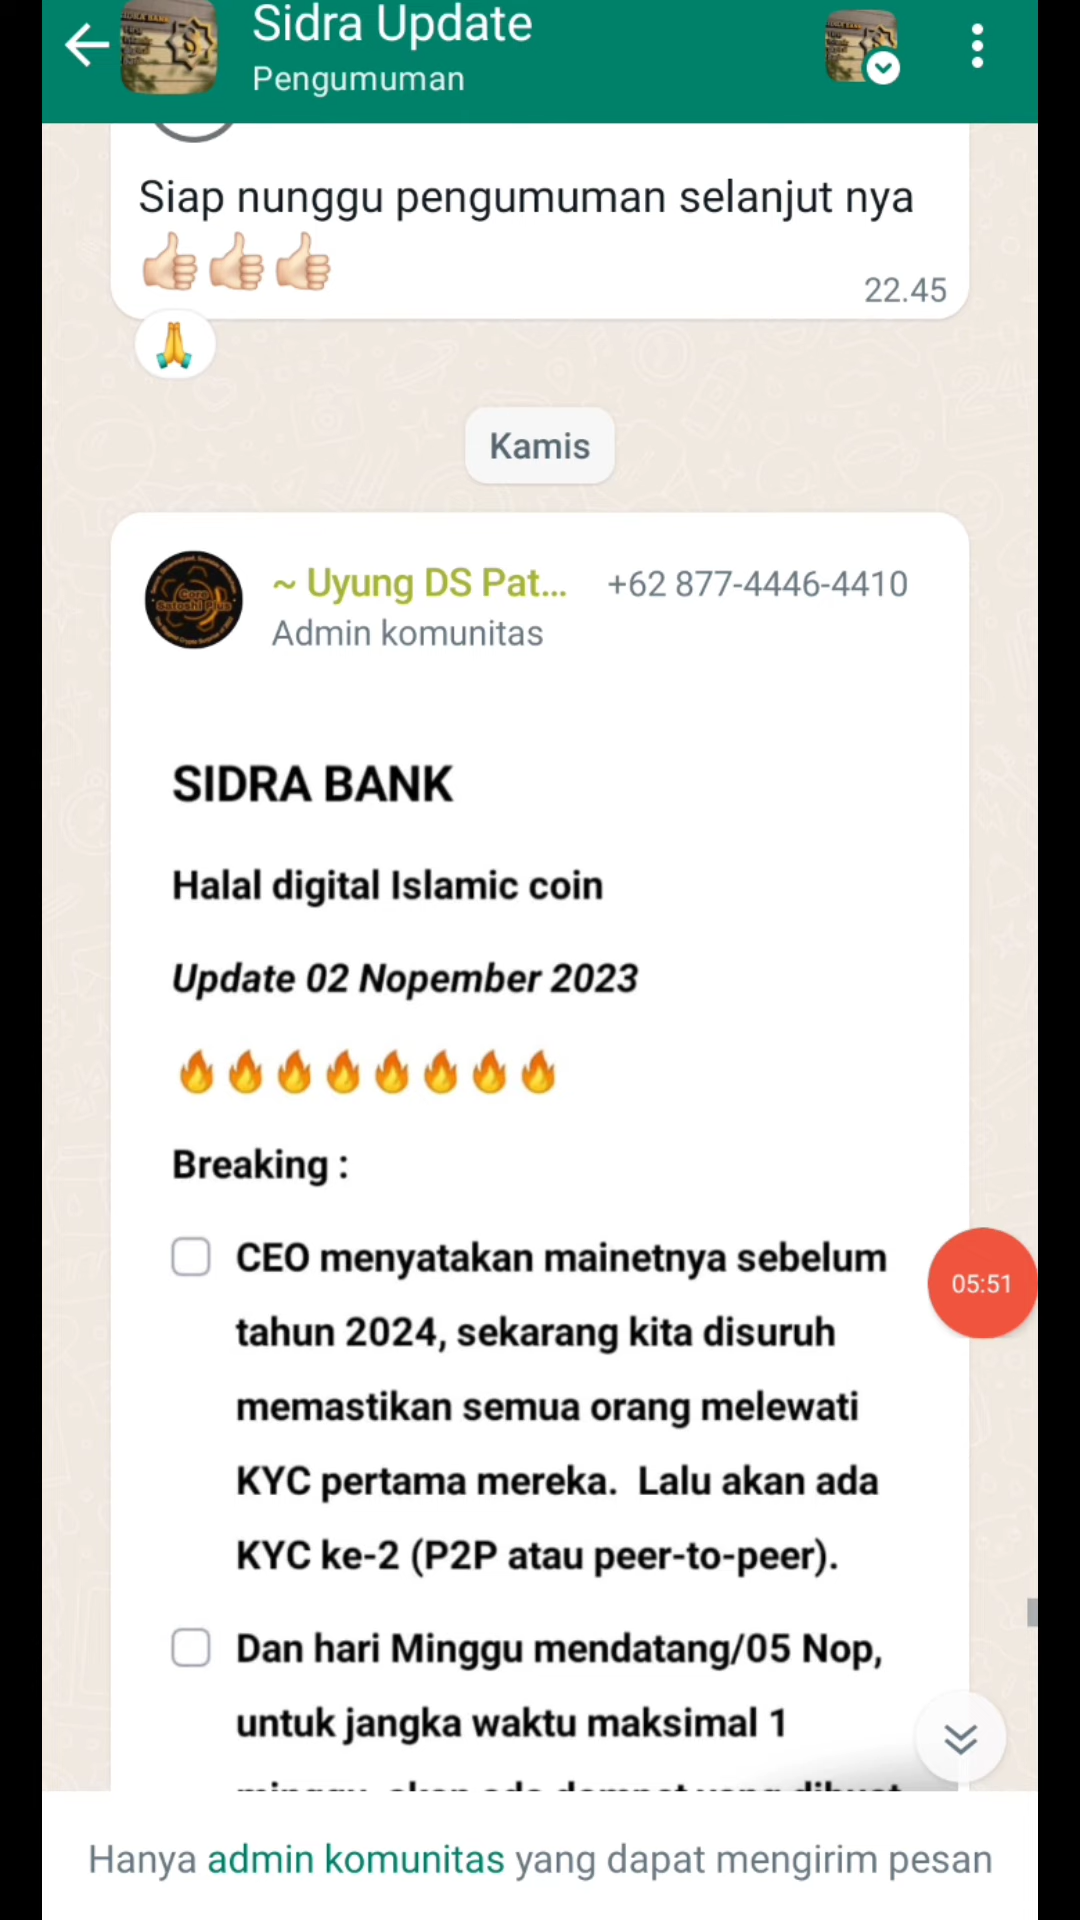 Sidra Update
Pengumuman
Siap nunggu pengumuman selanjut nya
👍🏻👍🏻👍🏻
22.45
🙏
Kamis
~ Uyung DS Pat... +62 877-4446-4410
Admin komunitas
SIDRA BANK
Halal digital Islamic coin
Update 02 Nopember 2023
🔥🔥🔥🔥🔥🔥🔥🔥
Breaking :
CEO menyatakan mainetnya sebelum
tahun 2024, sekarang kita disuruh
memastikan semua orang melewati
KYC pertama mereka. Lalu akan ada
KYC ke-2 (P2P atau peer-to-peer).
05:51
Dan hari Minggu mendatang/05 Nop,
untuk jangka waktu maksimal 1
Hanya admin komunitas yang dapat mengirim pesan